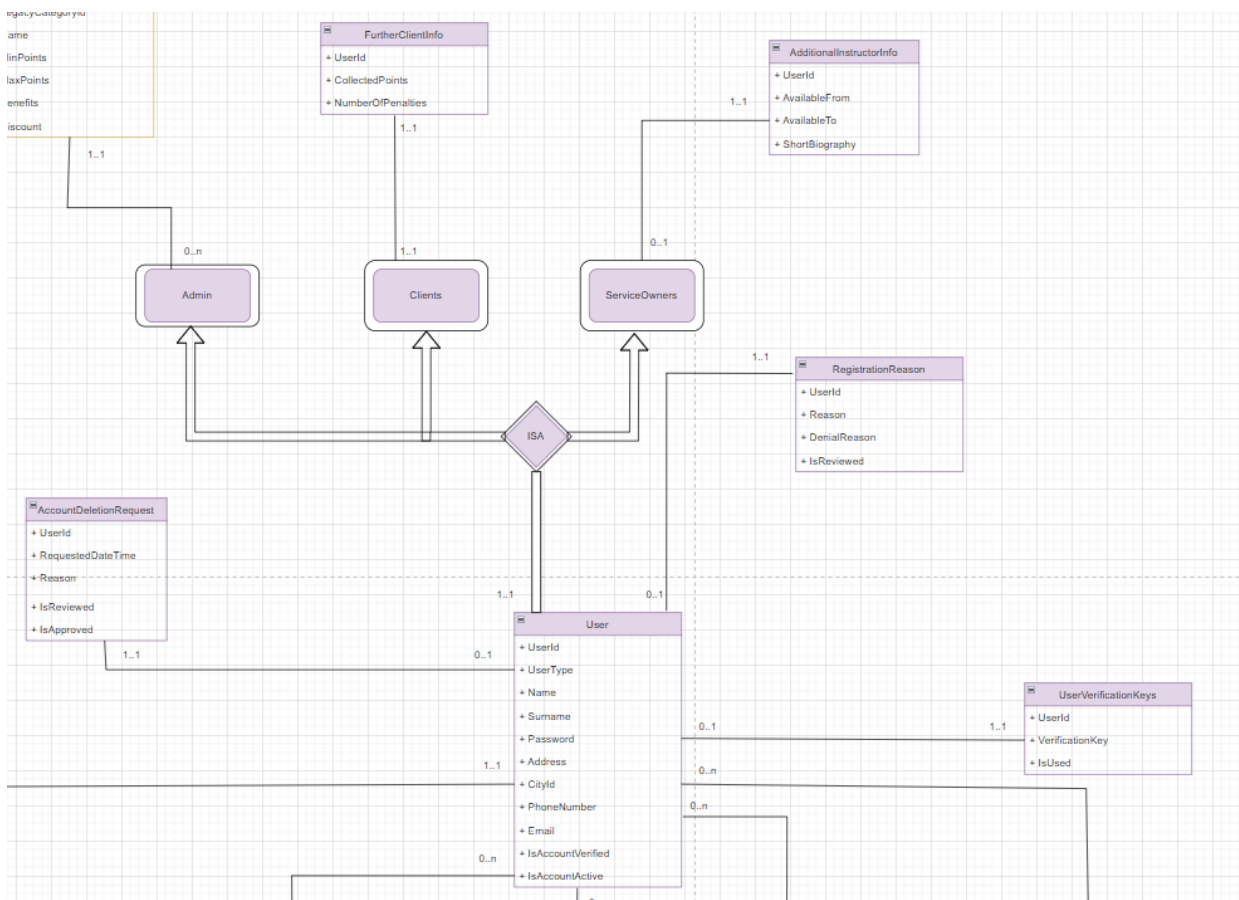 FurtherClientInfo
+ UserId
+ CollectedPoints
+ NumberOfPenalties
1..1
AdditionalInstructorInfo
+ UserId
+ AvailableFrom
+ AvailableTo
+ ShortBiography
1..1
1..1
0..n
1..1
0..1
Admin
Clients
ServiceOwners
1..1
RegistrationReason
+ UserId
+ Reason
+ DenialReason
+ IsReviewed
ISA
AccountDeletionRequest
+ UserId
+ RequestedDateTime
+ Reason
+ IsReviewed
+ IsApproved
1..1
0..1
1..1
0..1
User
+ UserId
+ UserType
+ Name
+ Surname
+ Password
+ Address
+ CityId
+ PhoneNumber
+ Email
+ IsAccountVerified
+ IsAccountActive
1..1
0..n
0..1
1..1
0..n
0..n
UserVerificationKeys
+ UserId
+ VerificationKey
+ IsUsed